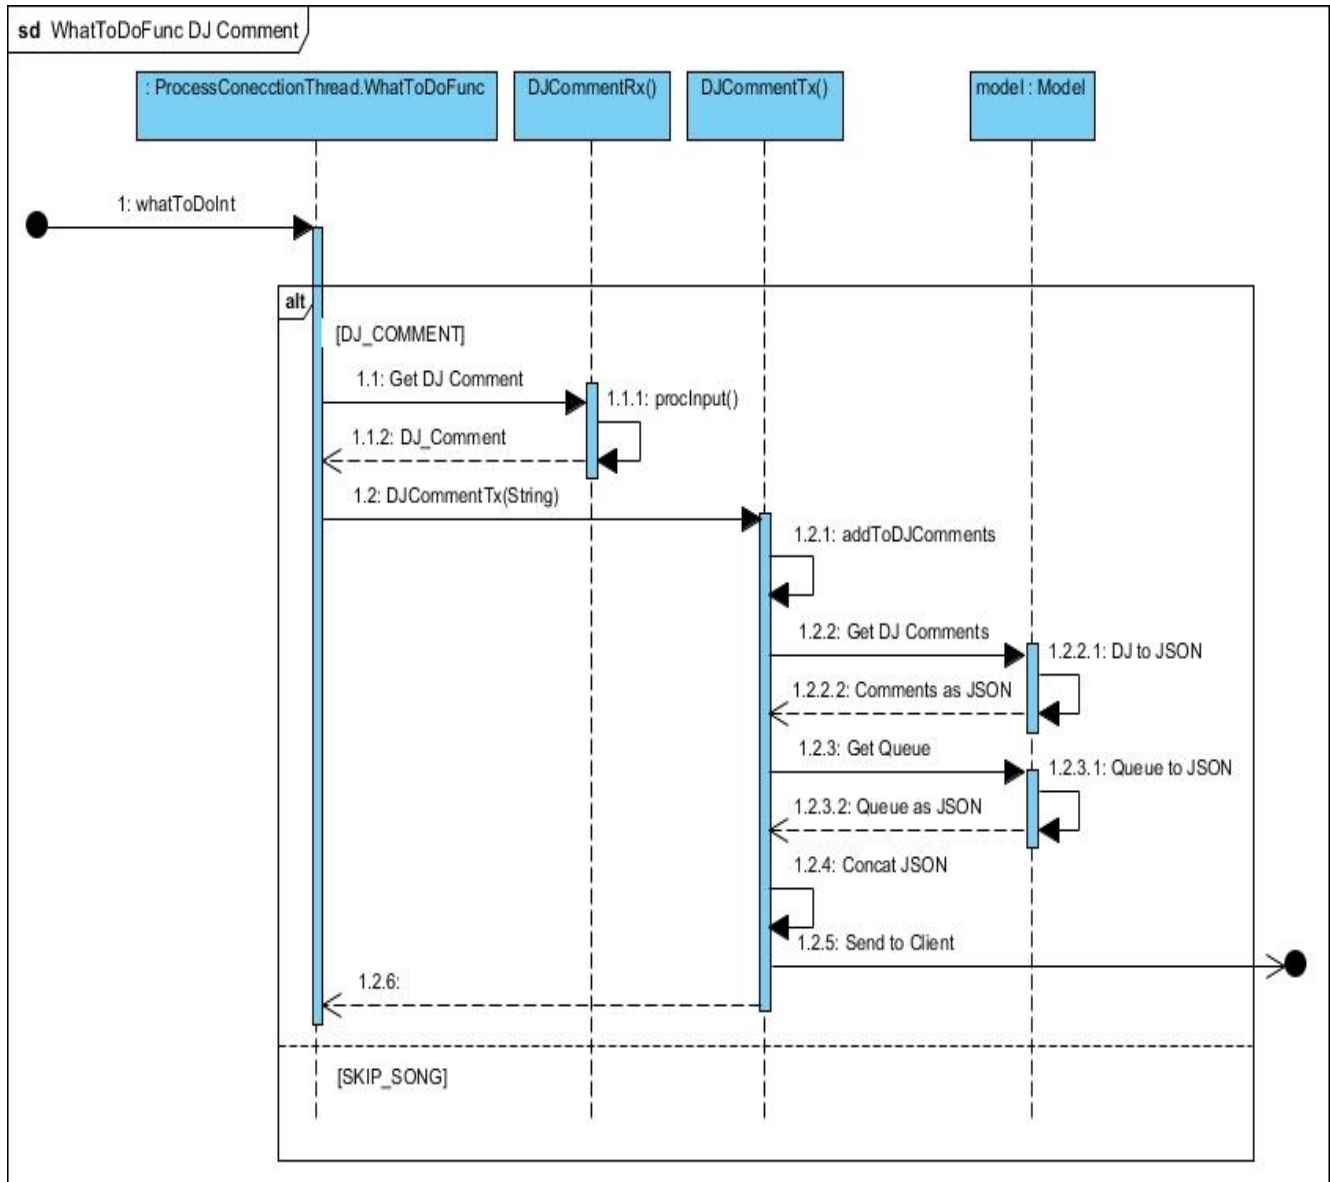 sd WhatToDoFunc DJ Comment
: ProcessConecctionThread.WhatToDoFunc
DJCommentRx()
DJCommentTx()
model : Model
1: whatToDoInt
alt
[DJ_COMMENT]
1.1: Get DJ Comment
1.1.1: procInput()
1.1.2: DJ_Comment
1.2: DJCommentTx(String)
1.2.1: addToDJComments
1.2.2: Get DJ Comments
1.2.2.1: DJ to JSON
1.2.2.2: Comments as JSON
1.2.3: Get Queue
1.2.3.1: Queue to JSON
1.2.3.2: Queue as JSON
1.2.4: Concat JSON
1.2.5: Send to Client
1.2.6:
[SKIP_SONG]